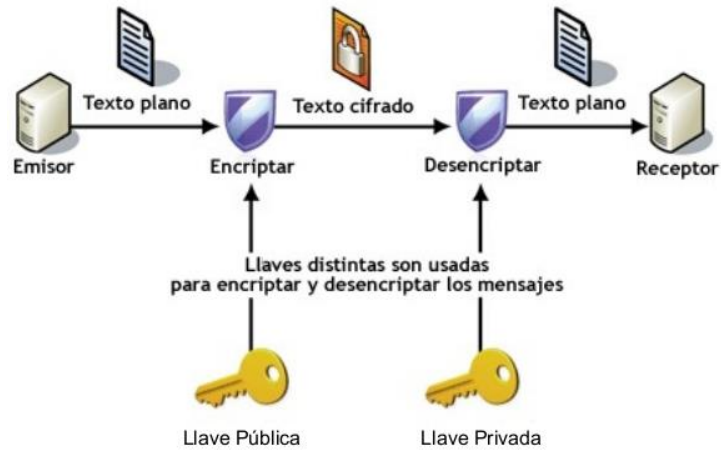 Texto plano
Texto cifrado
Texto plano
Emisor
Encriptar
Desencriptar
Receptor
Llaves distintas son usadas
para encriptar y desencriptar los mensajes
Llave Pública
Llave Privada